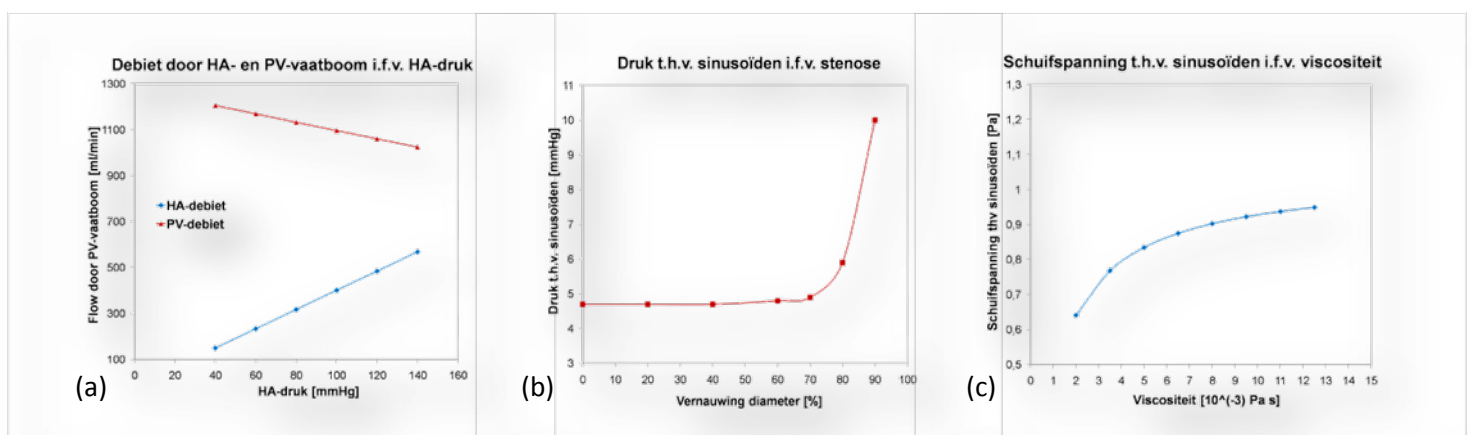 Debiet door HA- en PV-vaatboom i.f.v. HA-druk
1300
1100
900
700
500
300
100
Flow door PV-vaatboom [ml/min]
HA-debiet
PV-debiet
0 20 40 60 80 100 120 140 160
HA-druk [mmHg]
(a)
Druk t.h.v. sinusoïden i.f.v. stenose
11
10
9
8
7
6
5
4
3
Druk t.h.v. sinusoïden [mmHg]
0 10 20 30 40 50 60 70 80 90 100
Vernauwing diameter [%]
(b)
Schuifspanning t.h.v. sinusoïden i.f.v. viscositeit
1,3
1,2
1,1
1
0,9
0,8
0,7
0,6
0,5
Schuifspanning thv sinusoïden [Pa]
0 1 2 3 4 5 6 7 8 9 10 11 12 13 14 15
Viscositeit [10^(-3) Pa s]
(c)